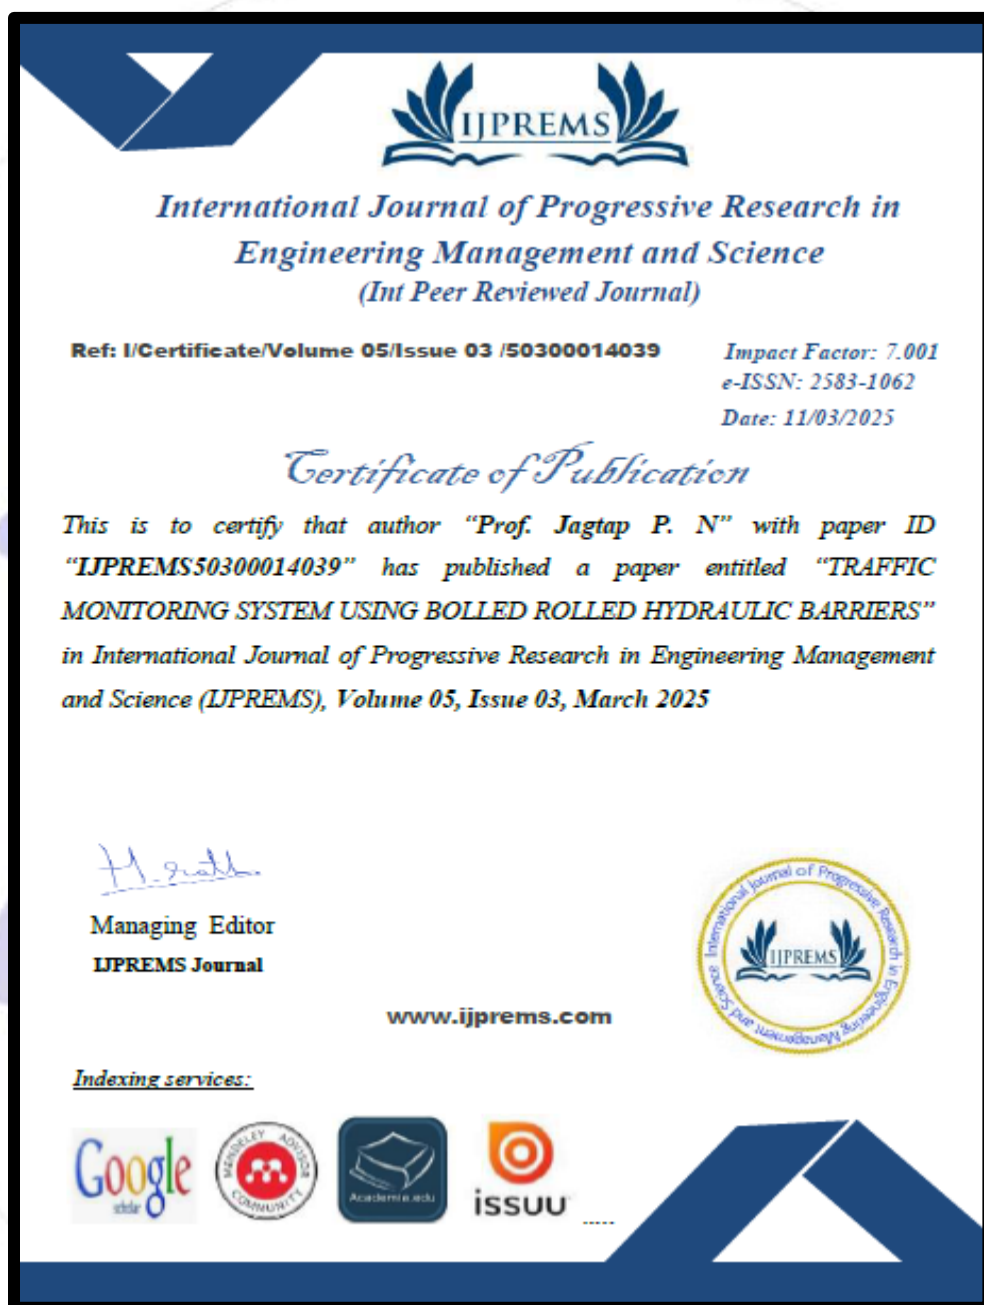 IJPREMS
International Journal of Progressive Research in
Engineering Management and Science
(Int Peer Reviewed Journal)
Ref: I/Certificate/Volume 05/Issue 03 /50300014039
Impact Factor: 7.001
e-ISSN: 2583-1062
Date: 11/03/2025
Certificate of Publication
This is to certify that author “Prof. Jagtap P. N” with paper ID
“IJPREMS50300014039” has published a paper entitled “TRAFFIC
MONITORING SYSTEM USING BOLLED ROLLED HYDRAULIC BARRIERS”
in International Journal of Progressive Research in Engineering Management
and Science (IJPREMS), Volume 05, Issue 03, March 2025
Managing Editor
IJPREMS Journal
International Journal of Progressive Research in Engineering Management and Science
IJPREMS
www.ijprems.com
Indexing services:
Google
scholar
MENDELEY ADVISOR
COMMUNITY
Academia.edu
issuu
-----